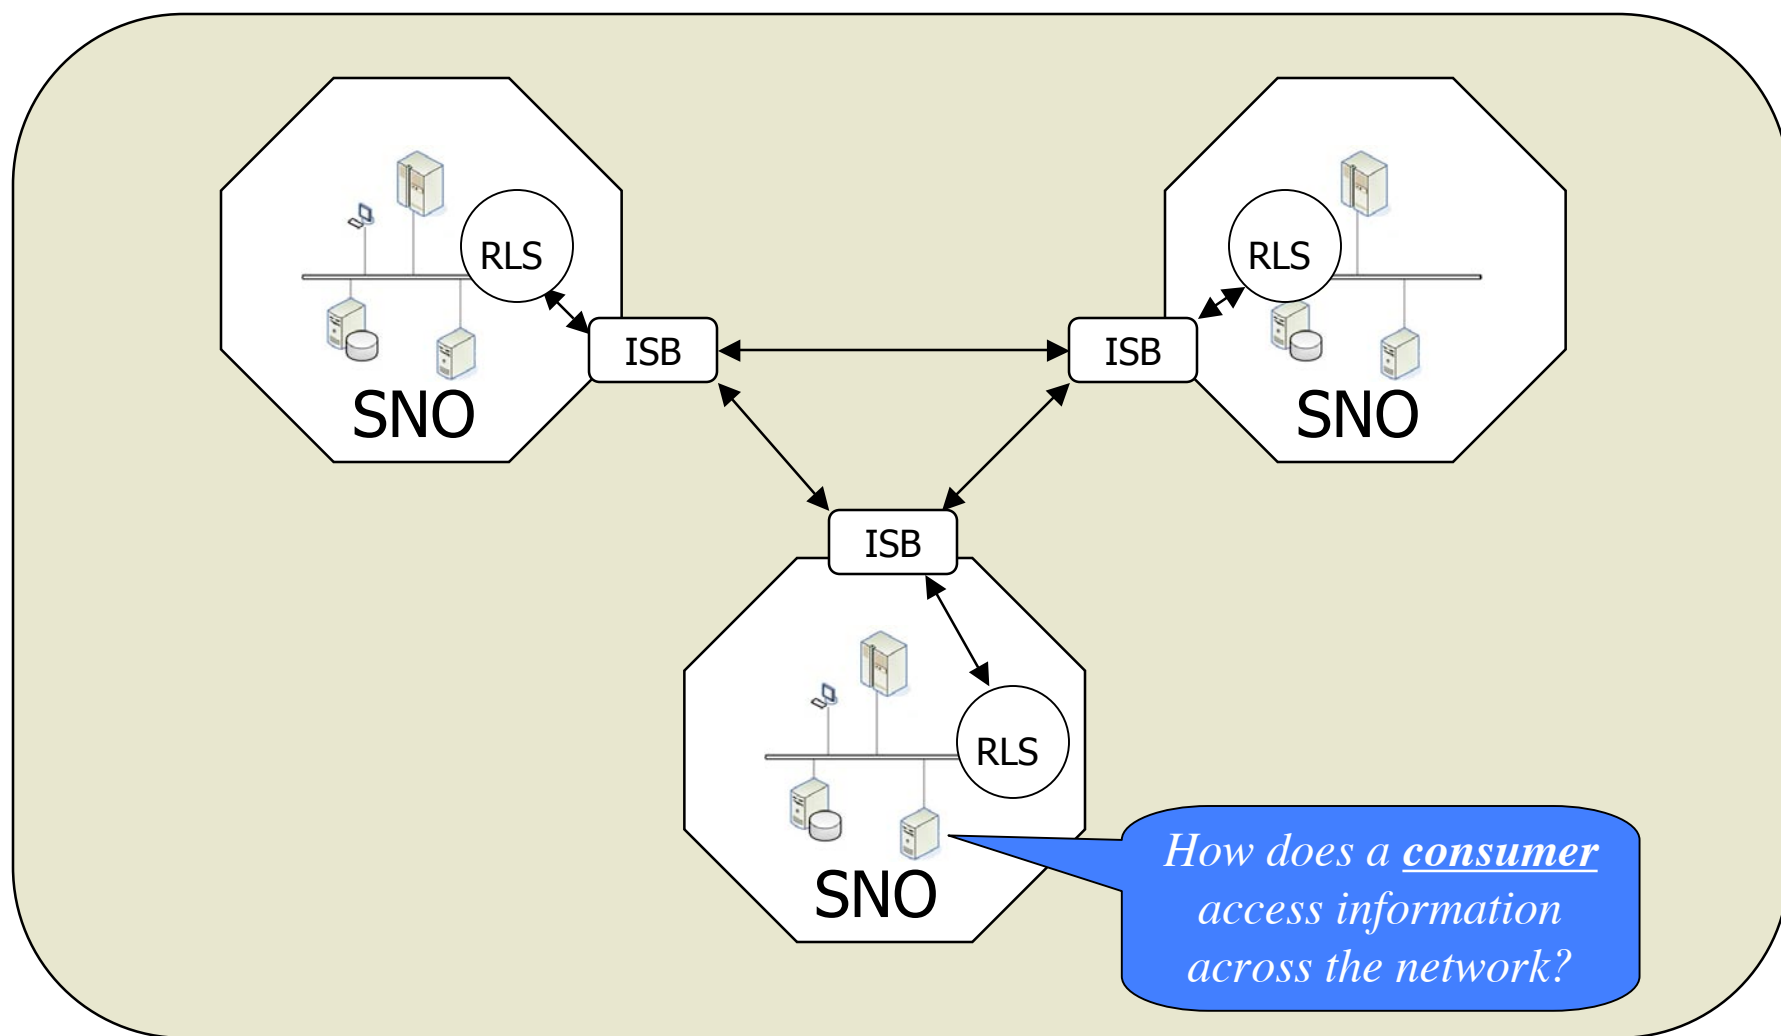 RLS
RLS
ISB
ISB
SNO
SNO
ISB
RLS
SNO
How does a consumer
access information
across the network?